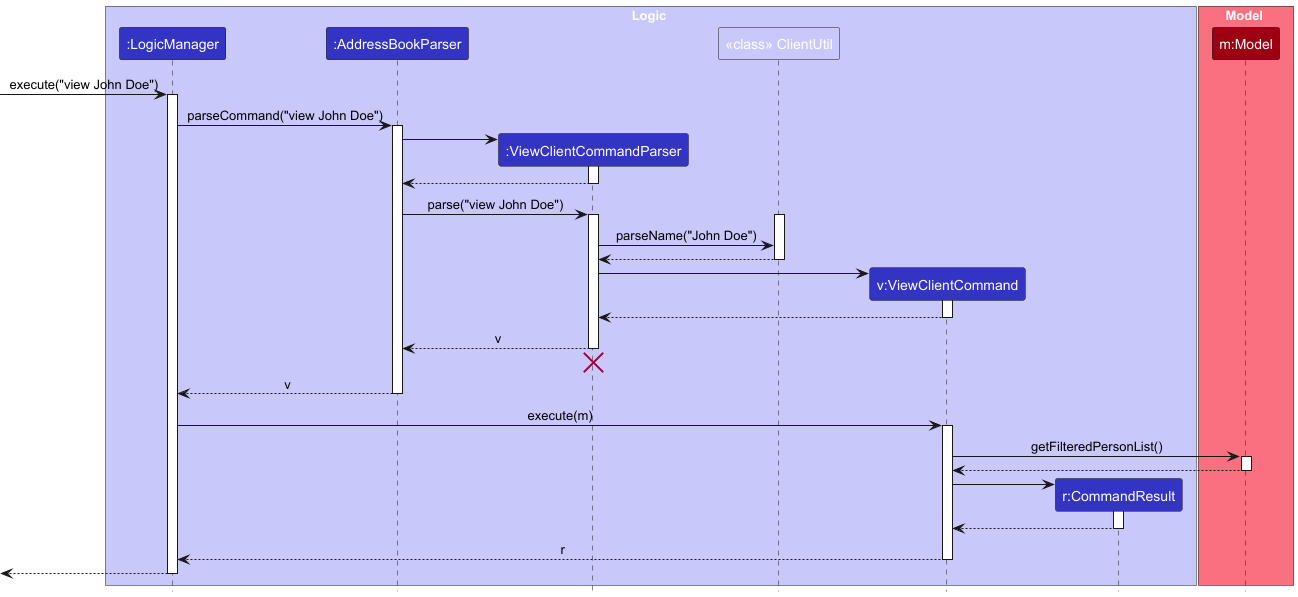 Logic
Model
:LogicManager
:AddressBookParser
«class» ClientUtil
m:Model
execute("view John Doe")
parseCommand("view John Doe")
:ViewClientCommandParser
parse("view John Doe")
parseName("John Doe")
v:ViewClientCommand
v
v
execute(m)
getFilteredPersonList()
r:CommandResult
r